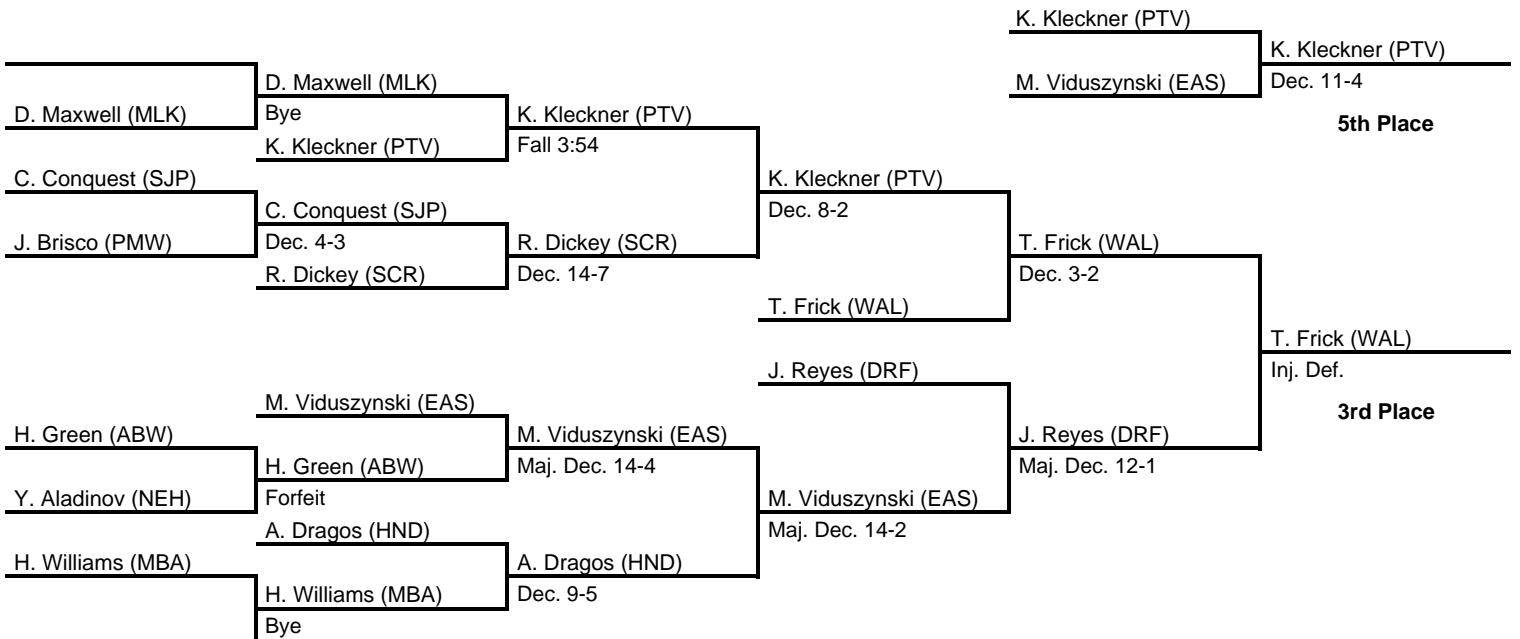 K. Kleckner (PTV)
K. Kleckner (PTV)
D. Maxwell (MLK)
M. Viduszynski (EAS)
Dec. 11-4
D. Maxwell (MLK)
Bye
K. Kleckner (PTV)
5th Place
K. Kleckner (PTV)
Fall 3:54
C. Conquest (SJP)
K. Kleckner (PTV)
C. Conquest (SJP)
Dec. 8-2
J. Brisco (PMW)
Dec. 4-3
R. Dickey (SCR)
T. Frick (WAL)
R. Dickey (SCR)
Dec. 14-7
Dec. 3-2
T. Frick (WAL)
T. Frick (WAL)
J. Reyes (DRF)
Inj. Def.
M. Viduszynski (EAS)
3rd Place
H. Green (ABW)
M. Viduszynski (EAS)
J. Reyes (DRF)
H. Green (ABW)
Maj. Dec. 14-4
Maj. Dec. 12-1
Y. Aladinov (NEH)
Forfeit
M. Viduszynski (EAS)
A. Dragos (HND)
Maj. Dec. 14-2
H. Williams (MBA)
A. Dragos (HND)
H. Williams (MBA)
Dec. 9-5
Bye